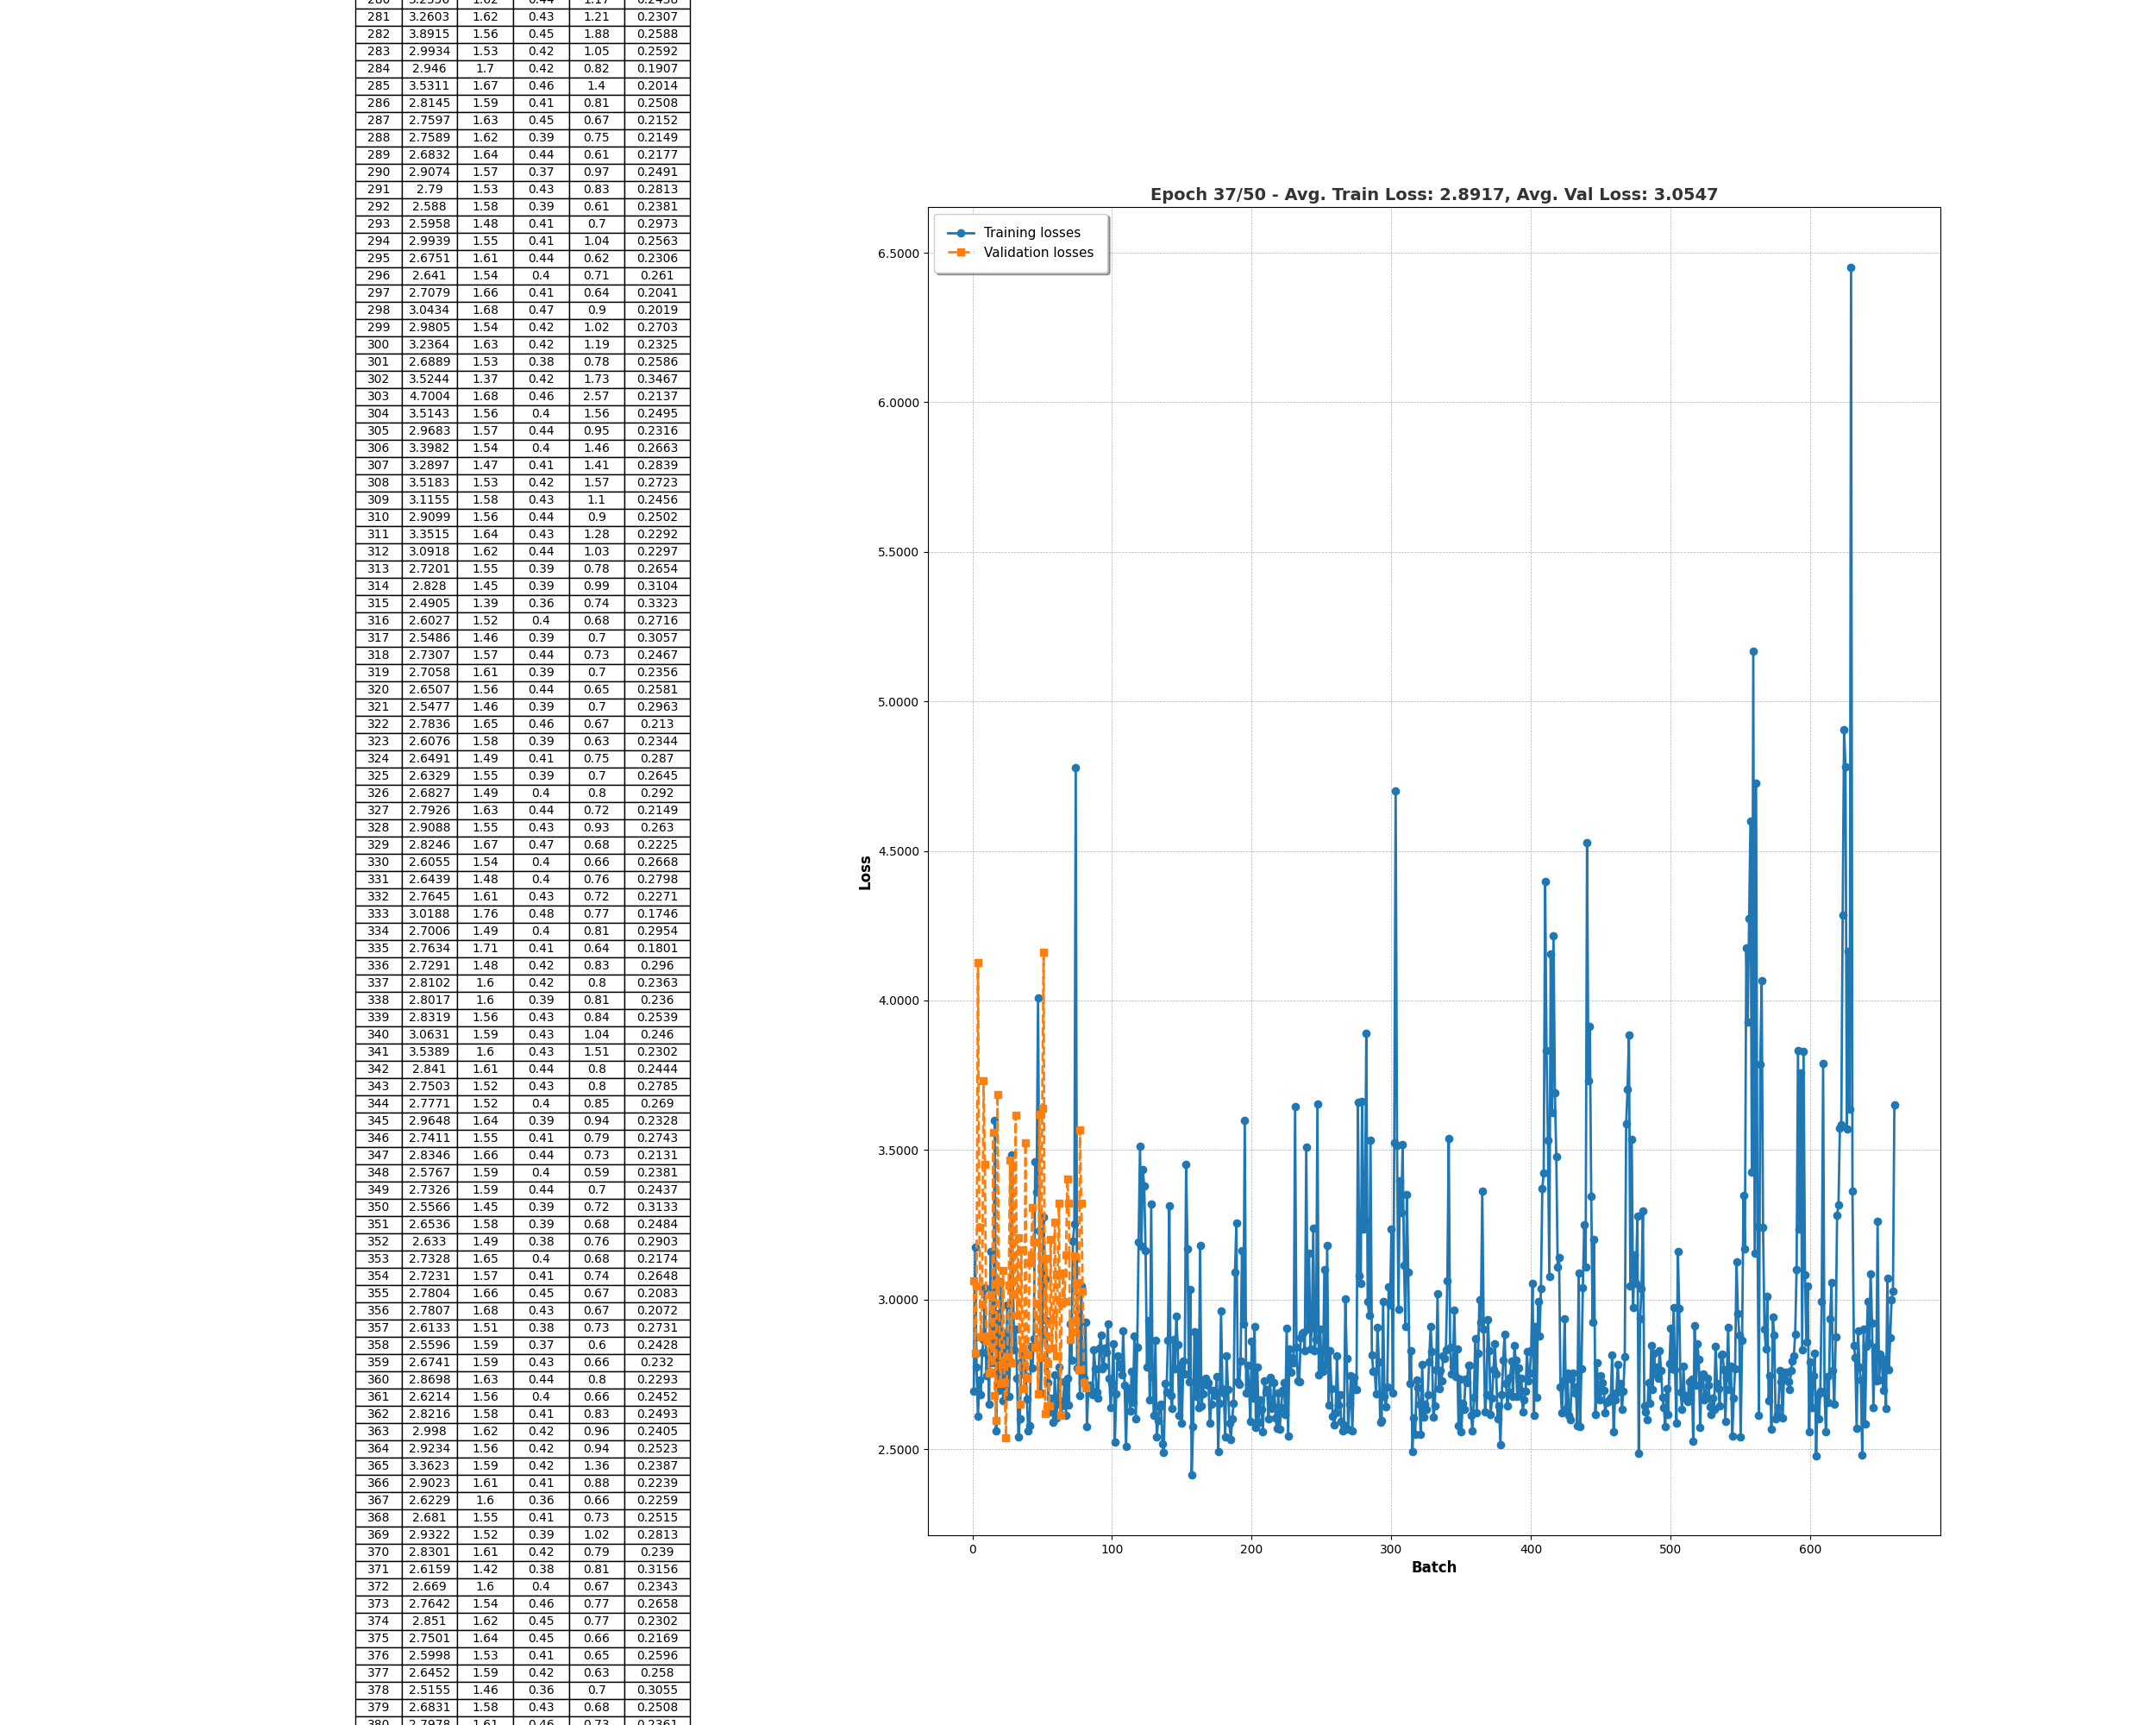 281 3.2603 1.62 0.43 1.21 0.2307
282 3.8915 1.56 0.45 1.88 0.2588
283 2.9934 1.53 0.42 1.05 0.2592
284 2.946 1.7 0.42 0.82 0.1907
285 3.5311 1.67 0.46 1.4 0.2014
286 2.8145 1.59 0.41 0.81 0.2508
287 2.7597 1.63 0.45 0.67 0.2152
288 2.7589 1.62 0.39 0.75 0.2149
289 2.6832 1.64 0.44 0.61 0.2177
290 2.9074 1.57 0.37 0.97 0.2491
291 2.79 1.53 0.43 0.83 0.2813
292 2.588 1.58 0.39 0.61 0.2381
293 2.5958 1.48 0.41 0.7 0.2973
294 2.9939 1.55 0.41 1.04 0.2563
295 2.6751 1.61 0.44 0.62 0.2306
296 2.641 1.54 0.4 0.71 0.261
297 2.7079 1.66 0.41 0.64 0.2041
298 3.0434 1.68 0.47 0.9 0.2019
299 2.9805 1.54 0.42 1.02 0.2703
300 3.2364 1.63 0.42 1.19 0.2325
301 2.6889 1.53 0.38 0.78 0.2586
302 3.5244 1.37 0.42 1.73 0.3467
303 4.7004 1.68 0.46 2.57 0.2137
304 3.5143 1.56 0.4 1.56 0.2495
305 2.9683 1.57 0.44 0.95 0.2316
306 3.3982 1.54 0.4 1.46 0.2663
307 3.2897 1.47 0.41 1.41 0.2839
308 3.5183 1.53 0.42 1.57 0.2723
309 3.1155 1.58 0.43 1.1 0.2456
310 2.9099 1.56 0.44 0.9 0.2502
311 3.3515 1.64 0.43 1.28 0.2292
312 3.0918 1.62 0.44 1.03 0.2297
313 2.7201 1.55 0.39 0.78 0.2654
314 2.828 1.45 0.39 0.99 0.3104
315 2.4905 1.39 0.36 0.74 0.3323
316 2.6027 1.52 0.4 0.68 0.2716
317 2.5486 1.46 0.39 0.7 0.3057
318 2.7307 1.57 0.44 0.73 0.2467
319 2.7058 1.61 0.39 0.7 0.2356
320 2.6507 1.56 0.44 0.65 0.2581
321 2.5477 1.46 0.39 0.7 0.2963
322 2.7836 1.65 0.46 0.67 0.213
323 2.6076 1.58 0.39 0.63 0.2344
324 2.6491 1.49 0.41 0.75 0.287
325 2.6329 1.55 0.39 0.7 0.2645
326 2.6827 1.49 0.4 0.8 0.292
327 2.7926 1.63 0.44 0.72 0.2149
328 2.9088 1.55 0.43 0.93 0.263
329 2.8246 1.67 0.47 0.68 0.2225
330 2.6055 1.54 0.4 0.66 0.2668
331 2.6439 1.48 0.4 0.76 0.2798
332 2.7645 1.61 0.43 0.72 0.2271
333 3.0188 1.76 0.48 0.77 0.1746
334 2.7006 1.49 0.4 0.81 0.2954
335 2.7634 1.71 0.41 0.64 0.1801
336 2.7291 1.48 0.42 0.83 0.296
337 2.8102 1.6 0.42 0.8 0.2363
338 2.8017 1.6 0.39 0.81 0.236
339 2.8319 1.56 0.43 0.84 0.2539
340 3.0631 1.59 0.43 1.04 0.246
341 3.5389 1.6 0.43 1.51 0.2302
342 2.841 1.61 0.44 0.8 0.2444
343 2.7503 1.52 0.43 0.8 0.2785
344 2.7771 1.52 0.4 0.85 0.269
345 2.9648 1.64 0.39 0.94 0.2328
346 2.7411 1.55 0.41 0.79 0.2743
347 2.8346 1.66 0.44 0.73 0.2131
348 2.5767 1.59 0.4 0.59 0.2381
349 2.7326 1.59 0.44 0.7 0.2437
350 2.5566 1.45 0.39 0.72 0.3133
351 2.6536 1.58 0.39 0.68 0.2484
352 2.633 1.49 0.38 0.76 0.2903
353 2.7328 1.65 0.4 0.68 0.2174
354 2.7231 1.57 0.41 0.74 0.2648
355 2.7804 1.66 0.45 0.67 0.2083
356 2.7807 1.68 0.43 0.67 0.2072
357 2.6133 1.51 0.38 0.73 0.2731
358 2.5596 1.59 0.37 0.6 0.2428
359 2.6741 1.59 0.43 0.66 0.232
360 2.8698 1.63 0.44 0.8 0.2293
361 2.6214 1.56 0.4 0.66 0.2452
362 2.8216 1.58 0.41 0.83 0.2493
363 2.998 1.62 0.42 0.96 0.2405
364 2.9234 1.56 0.42 0.94 0.2523
365 3.3623 1.59 0.42 1.36 0.2387
366 2.9023 1.61 0.41 0.88 0.2239
367 2.6229 1.6 0.36 0.66 0.2259
368 2.681 1.55 0.41 0.73 0.2515
369 2.9322 1.52 0.39 1.02 0.2813
370 2.8301 1.61 0.42 0.79 0.239
371 2.6159 1.42 0.38 0.81 0.3156
372 2.669 1.6 0.4 0.67 0.2343
373 2.7642 1.54 0.46 0.77 0.2658
374 2.851 1.62 0.45 0.77 0.2302
375 2.7501 1.64 0.45 0.66 0.2169
376 2.5998 1.53 0.41 0.65 0.2596
377 2.6452 1.59 0.42 0.63 0.258
378 2.5155 1.46 0.36 0.7 0.3055
379 2.6831 1.58 0.43 0.68 0.2508
380 2.7978 1.61 0.46 0.73 0.2361
Epoch 37/50 - Avg. Train Loss: 2.8917, Avg. Val Loss: 3.0547
Training losses
Validation losses
6.5000
6.0000
5.5000
5.0000
4.5000
4.0000
3.5000
3.0000
2.5000
Loss
0 100 200 300 400 500 600
Batch